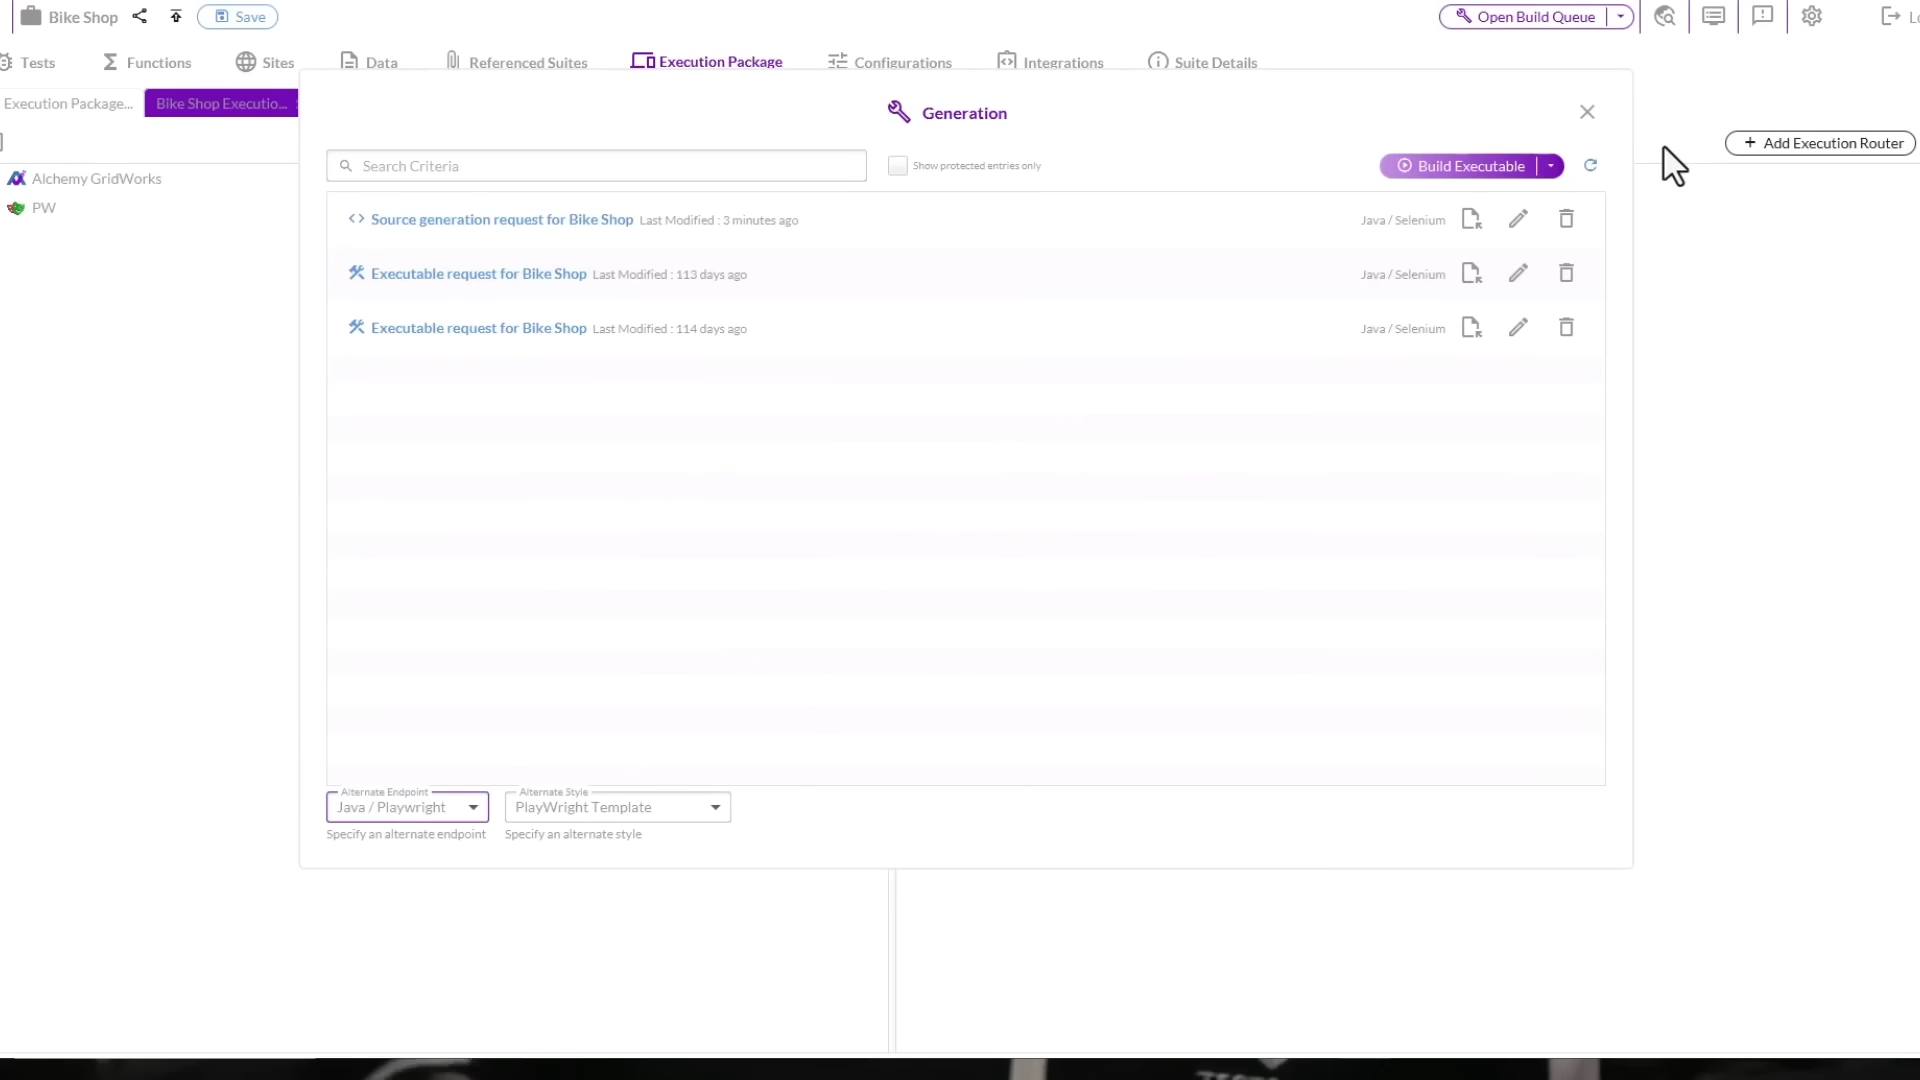 Bike Shop Save Open Build Queue
Tests Functions Sites Data Referenced Suites Execution Package Configurations Integrations Suite Details
Execution Package... Bike Shop Executio...
Generation
+ Add Execution Router
Search Criteria Show protected entries only Build Executable
Alchemy GridWorks
PW
Source generation request for Bike Shop Last Modified : 3 minutes ago Java / Selenium
Executable request for Bike Shop Last Modified : 113 days ago Java / Selenium
Executable request for Bike Shop Last Modified : 114 days ago Java / Selenium
Alternate Endpoint Alternate Style
Java / Playwright PlayWright Template
Specify an alternate endpoint Specify an alternate style